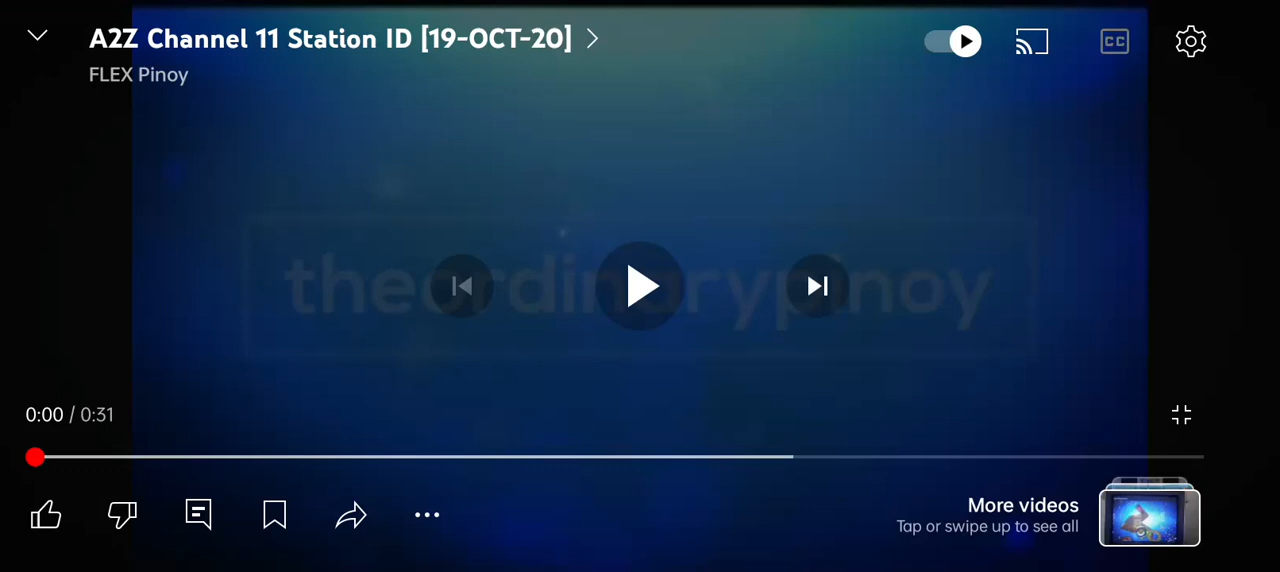 A2Z Channel 11 Station ID [19-OCT-20]
FLEX Pinoy
CC
theordinarypinoy
0:00 / 0:31
More videos
Tap or swipe up to see all